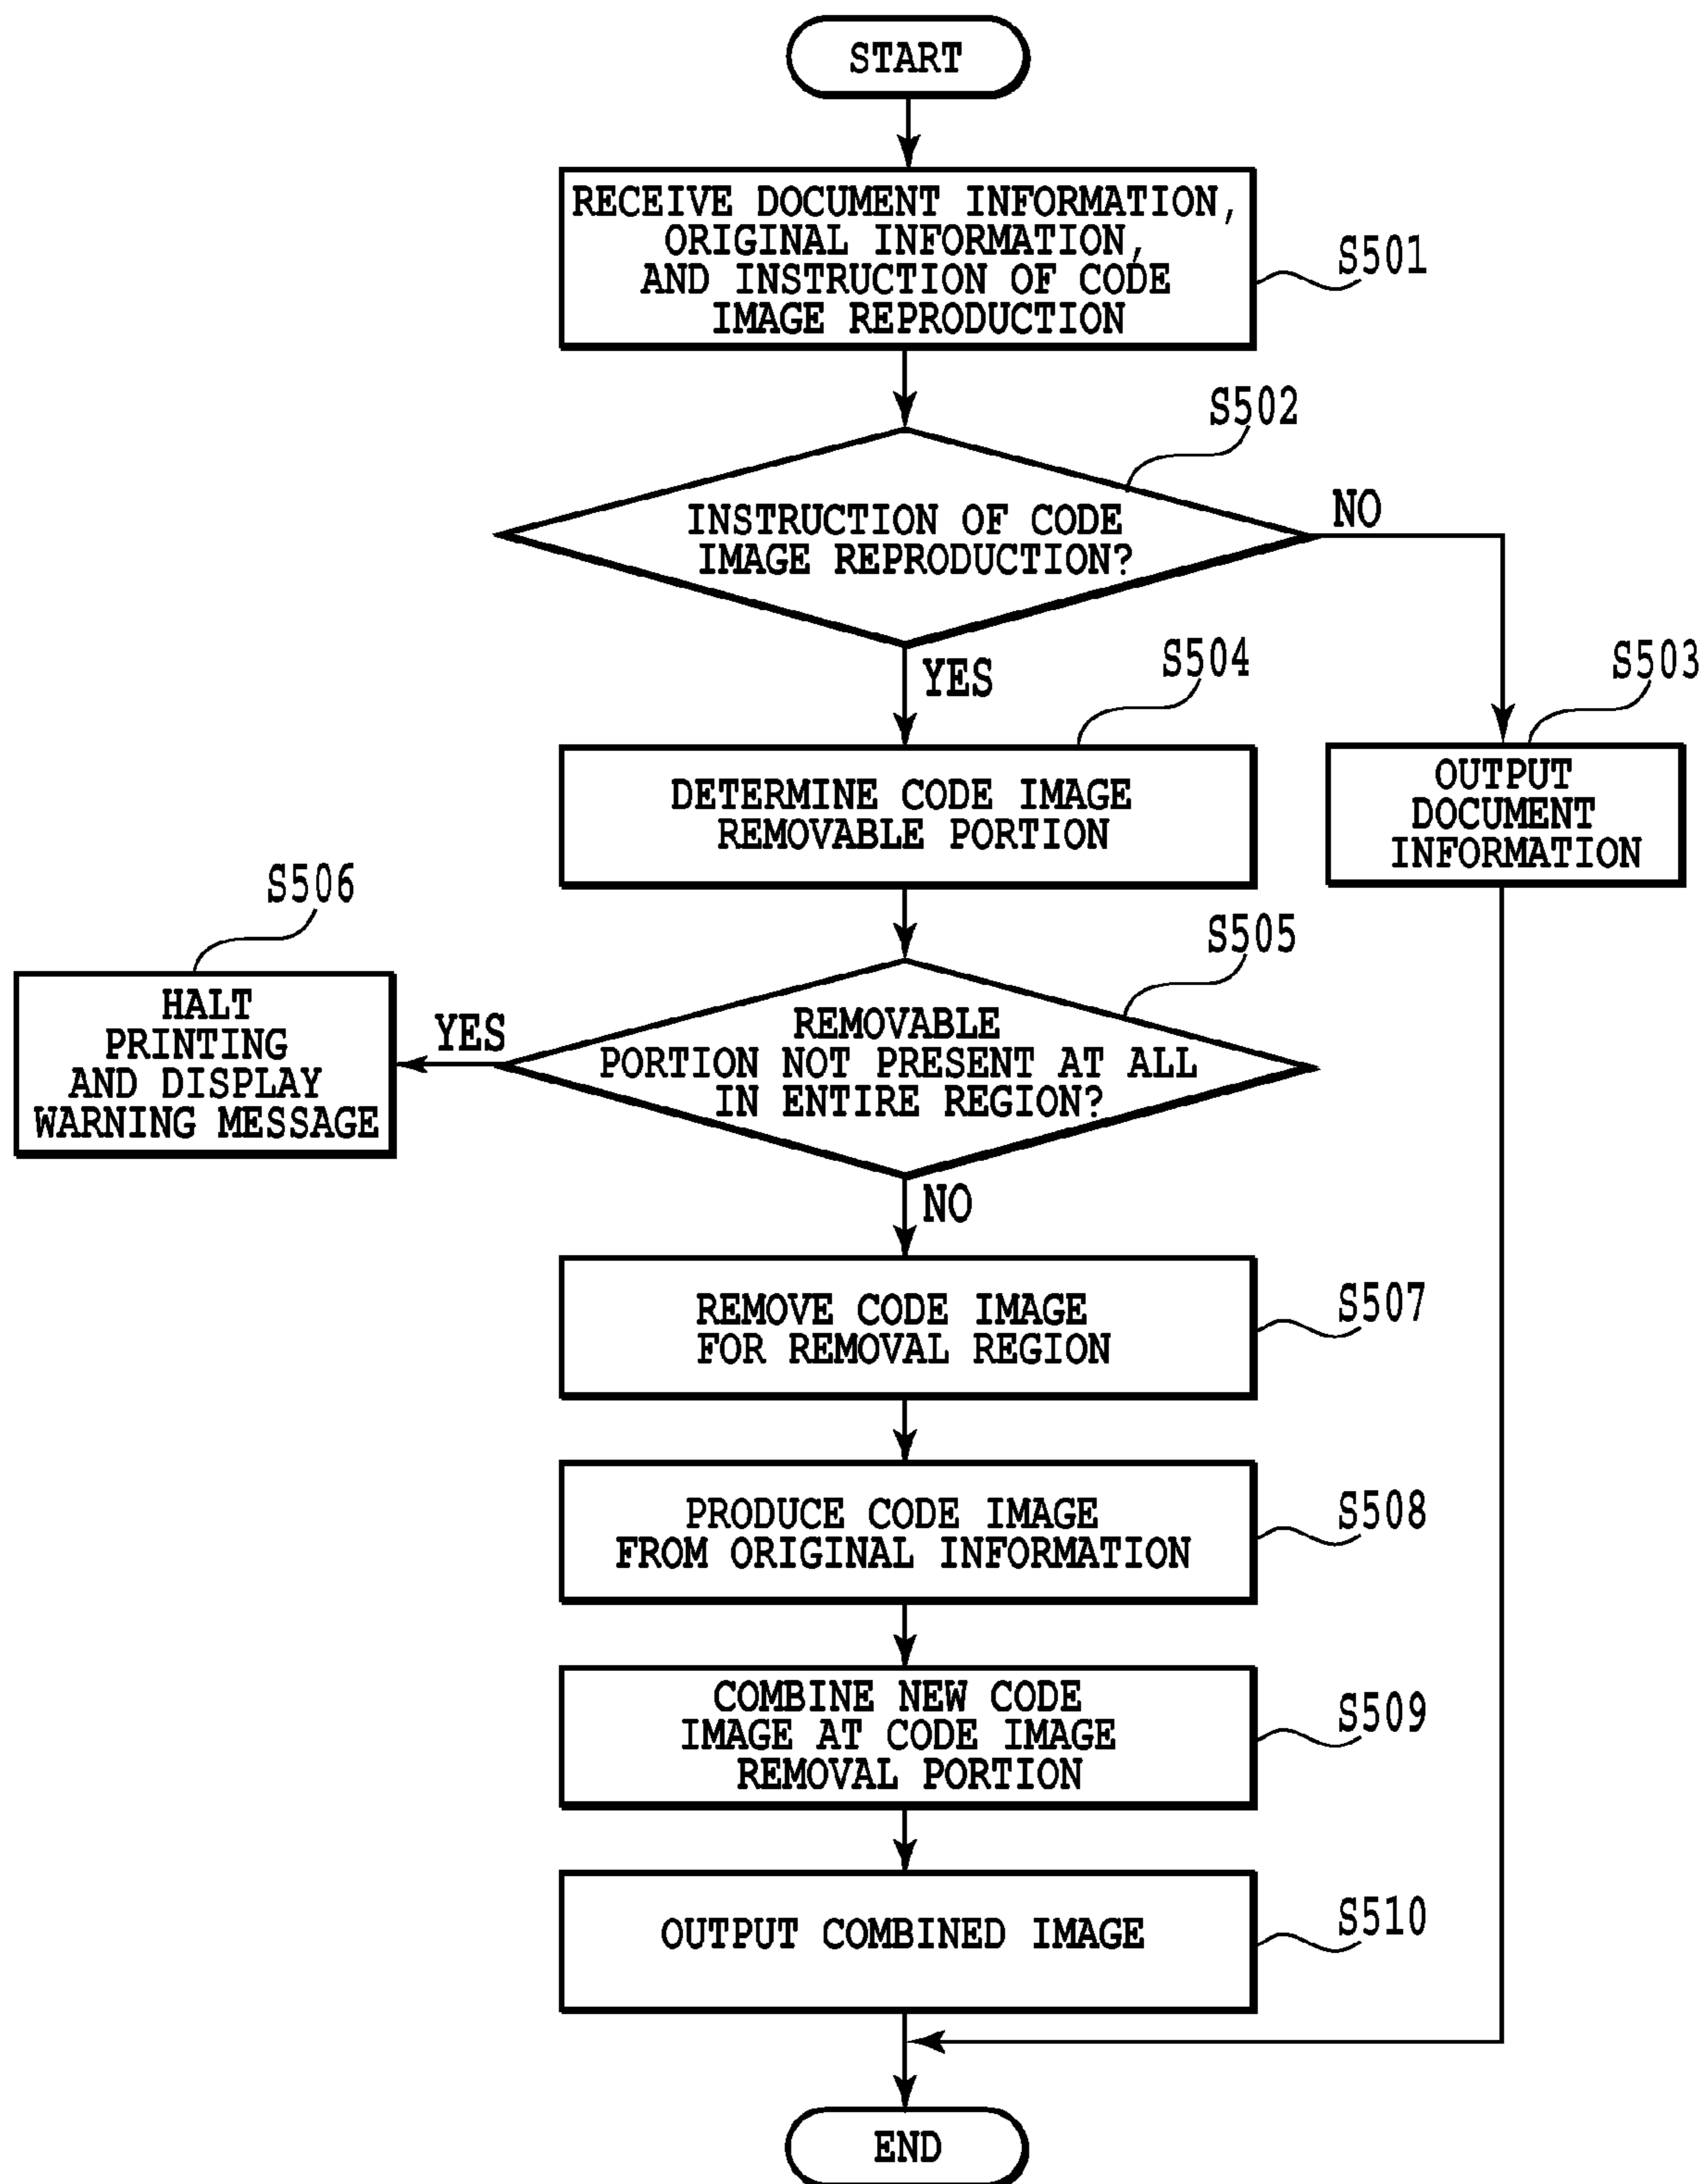 START
RECEIVE DOCUMENT INFORMATION,
ORIGINAL INFORMATION,
AND INSTRUCTION OF CODE
IMAGE REPRODUCTION
S501
S502
INSTRUCTION OF CODE
IMAGE REPRODUCTION?
NO
YES
S504
S503
DETERMINE CODE IMAGE
REMOVABLE PORTION
OUTPUT
DOCUMENT
INFORMATION
S506
S505
HALT
PRINTING
AND DISPLAY
WARNING MESSAGE
YES
REMOVABLE
PORTION NOT PRESENT AT ALL
IN ENTIRE REGION?
NO
REMOVE CODE IMAGE
FOR REMOVAL REGION
S507
PRODUCE CODE IMAGE
FROM ORIGINAL INFORMATION
S508
COMBINE NEW CODE
IMAGE AT CODE IMAGE
REMOVAL PORTION
S509
OUTPUT COMBINED IMAGE
S510
END